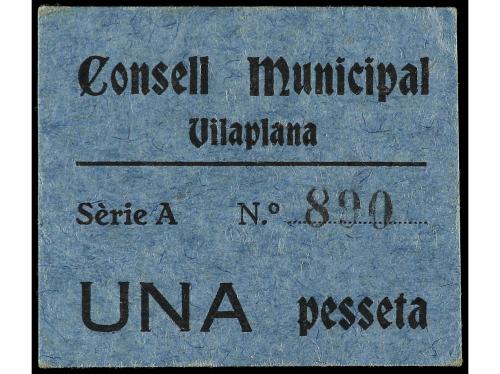 Consell Municipal
Vilaplana
Sèrie A N.º 890
UNA pesseta